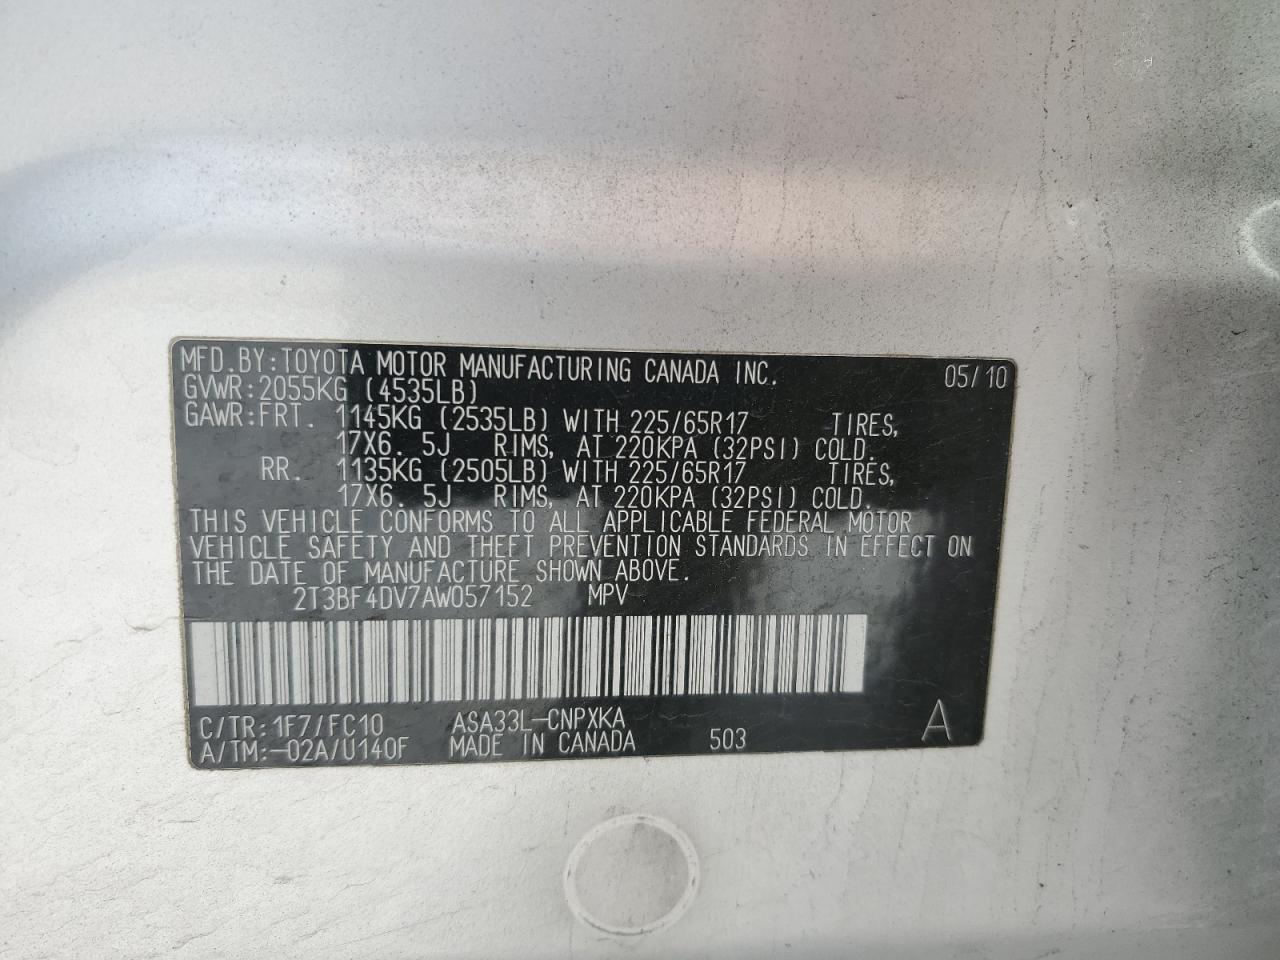 MFD.BY:TOYOTA MOTOR MANUFACTURING CANADA INC. 05/10
GVWR:2055KG (4535LB)
GAWR:FRT. 1145KG (2535LB) WITH 225/65R17 TIRES,
17X6. 5J RIMS, AT 220KPA (32PSI) COLD.
RR. 1135KG (2505LB) WITH 225/65R17 TIRES,
17X6. 5J RIMS, AT 220KPA (32PSI) COLD.
THIS VEHICLE CONFORMS TO ALL APPLICABLE FEDERAL MOTOR
VEHICLE SAFETY AND THEFT PREVENTION STANDARDS IN EFFECT ON
THE DATE OF MANUFACTURE SHOWN ABOVE.
2T3BF4DV7AW057152 MPV
C/TR:1F7/FC10 ASA33L-CNPXKA A
A/TM:-02A/U140F MADE IN CANADA 503